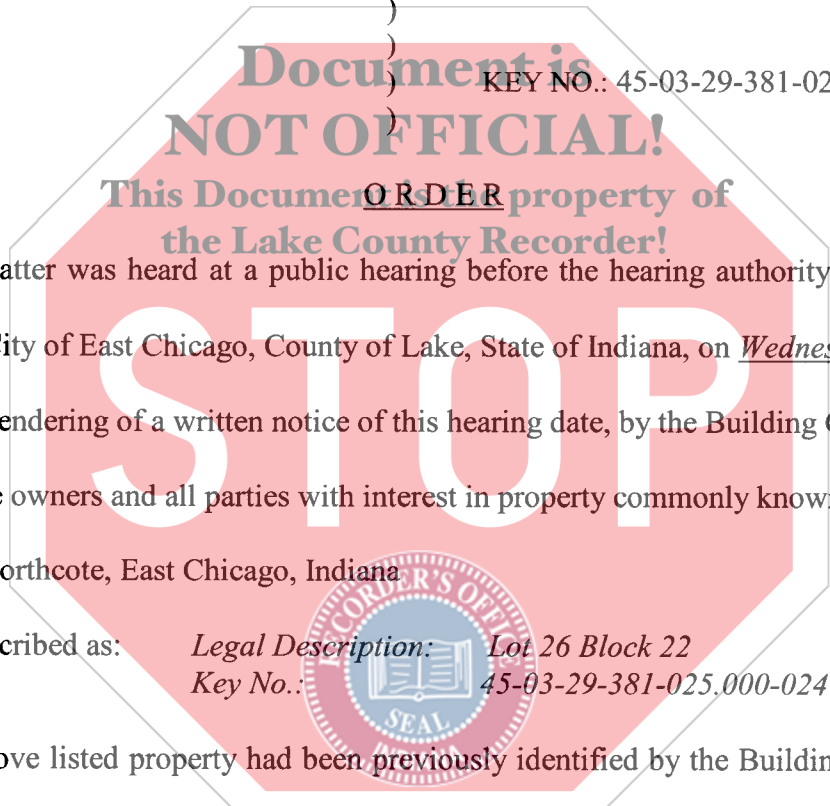 )
)
Document is
) KEY NO.: 45-03-29-381-02
)
NOT OFFICIAL!
O R D E R
This Document is the property of
the Lake County Recorder!
atter was heard at a public hearing before the hearing authority
ity of East Chicago, County of Lake, State of Indiana, on Wednes
STOP
endering of a written notice of this hearing date, by the Building
owners and all parties with interest in property commonly know
orthcote, East Chicago, Indiana
RECORDER'S OFFICE
cribed as: Legal Description: Lot 26 Block 22
Key No.: 45-03-29-381-025.000-024
SEAL
INDIANA
ove listed property had been previously identified by the Buildin